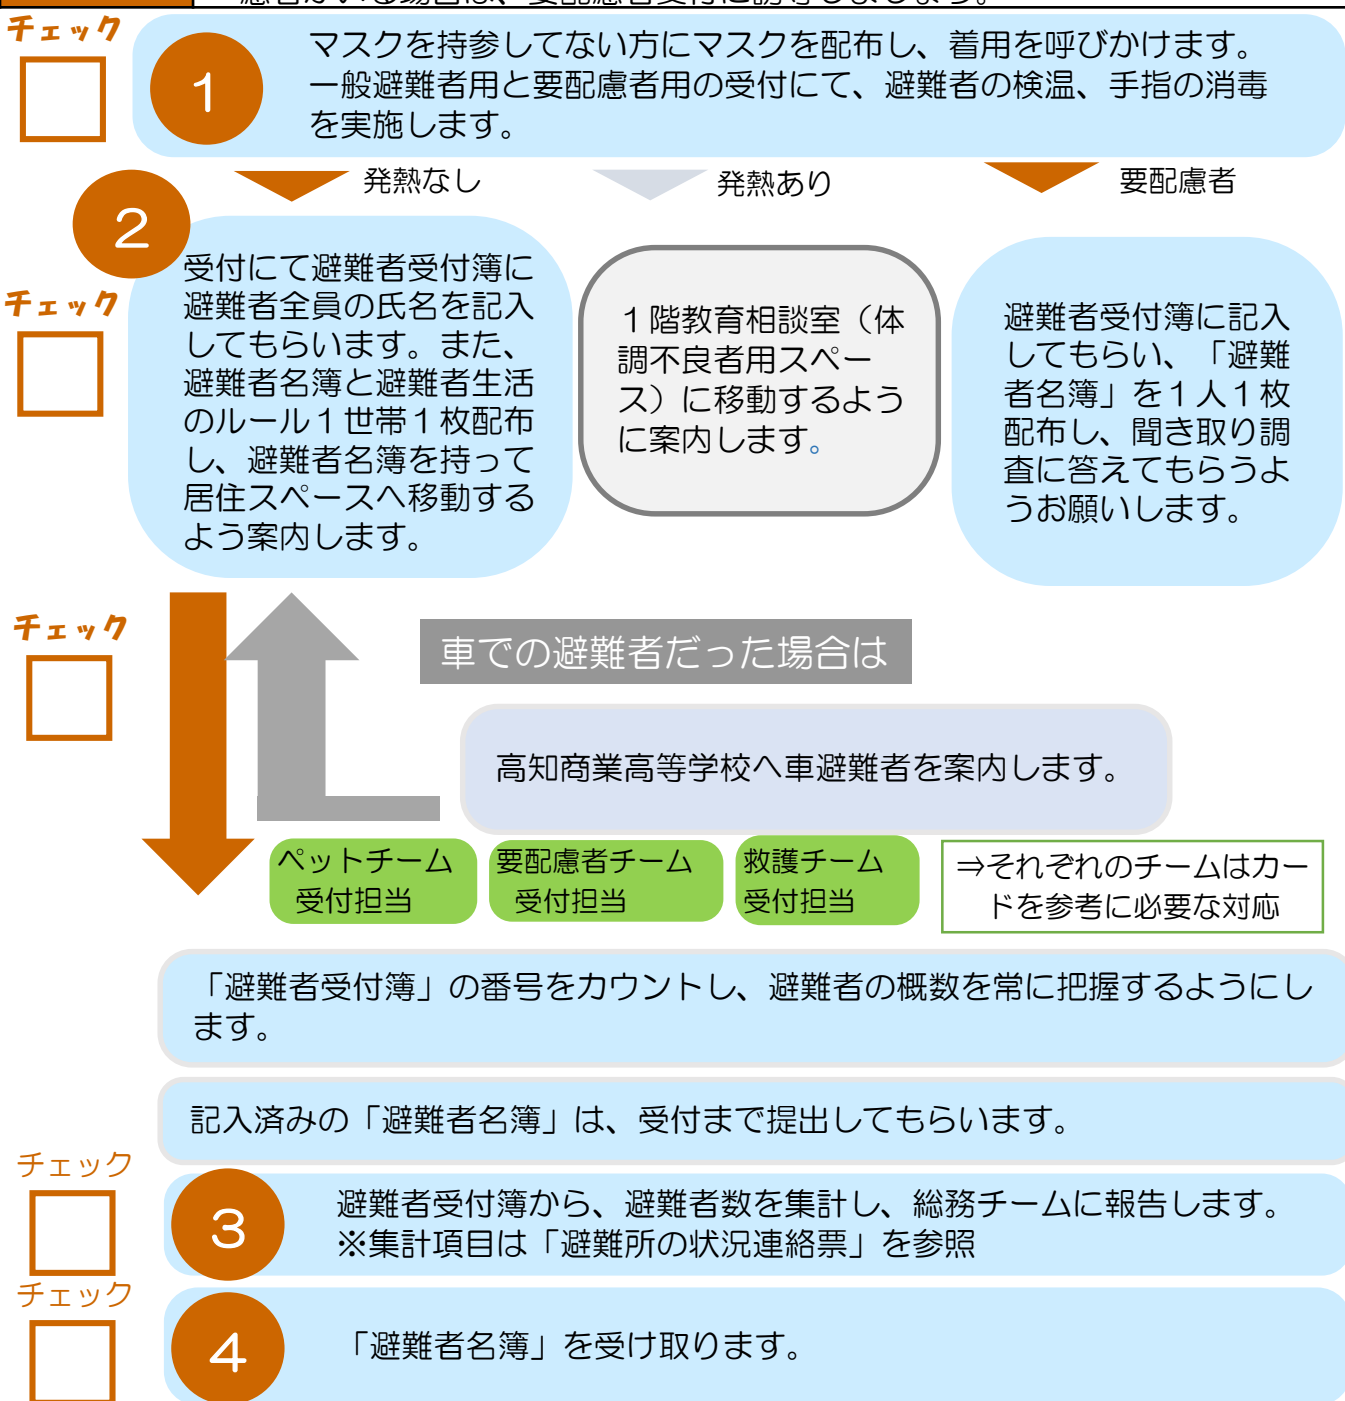 チェック
1
マスクを持参してない方にマスクを配布し、着用を呼びかけます。
一般避難者用と要配慮者用の受付にて、避難者の検温、手指の消毒
を実施します。
発熱なし
発熱あり
要配慮者
2
チェック
受付にて避難者受付簿に
避難者全員の氏名を記入
してもらいます。また、
避難者名簿と避難者生活
のルール１世帯１枚配布
し、避難者名簿を持って
居住スペースへ移動する
よう案内します。
１階教育相談室（体
調不良者用スペー
ス）に移動するよう
に案内します。
避難者受付簿に記入
してもらい、「避難
者名簿」を１人１枚
配布し、聞き取り調
査に答えてもらうよ
うお願いします。
チェック
車での避難者だった場合は
高知商業高等学校へ車避難者を案内します。
ペットチーム
受付担当
要配慮者チーム
受付担当
救護チーム
受付担当
⇒それぞれのチームはカー
ドを参考に必要な対応
「避難者受付簿」の番号をカウントし、避難者の概数を常に把握するようにし
ます。
記入済みの「避難者名簿」は、受付まで提出してもらいます。
チェック
3
避難者受付簿から、避難者数を集計し、総務チームに報告します。
※集計項目は「避難所の状況連絡票」を参照
チェック
4
「避難者名簿」を受け取ります。